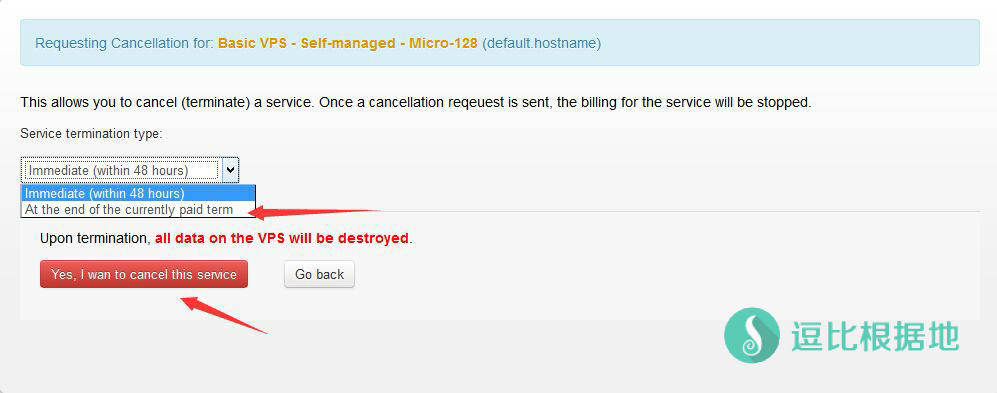 Requesting Cancellation for: Basic VPS - Self-managed - Micro-128 (default.hostname)
This allows you to cancel (terminate) a service. Once a cancellation reqeuest is sent, the billing for the service will be stopped.
Service termination type:
Immediate (within 48 hours)
Immediate (within 48 hours)
At the end of the currently paid term
Upon termination, all data on the VPS will be destroyed.
Yes, I wan to cancel this service
Go back
逗比根据地